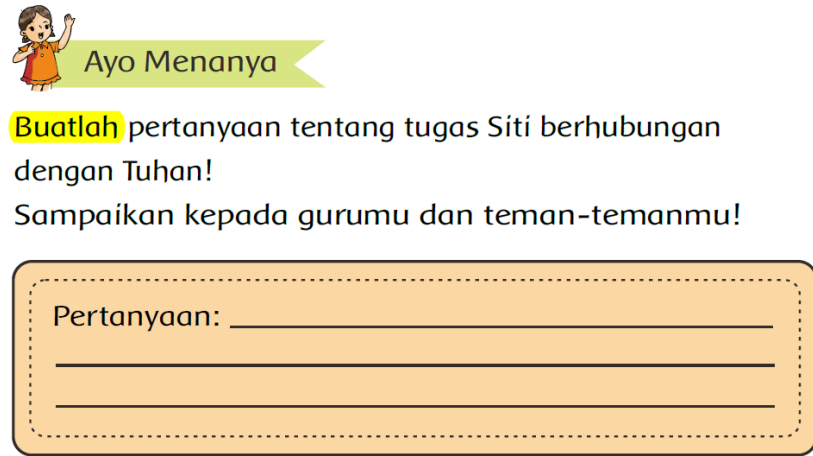 Ayo Menanya
Buatlah pertanyaan tentang tugas Siti berhubungan
dengan Tuhan!
Sampaikan kepada gurumu dan teman-temanmu!
Pertanyaan: